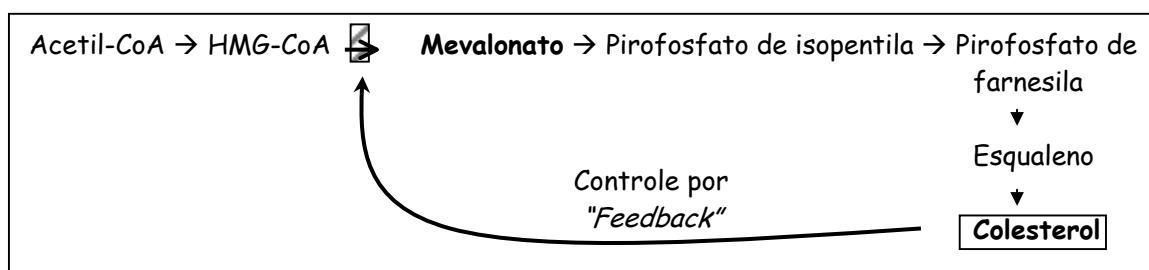 Acetil-CoA → HMG-CoA → Mevalonato → Pirofosfato de isopentila → Pirofosfato de
farnesila
Esqualeno
Controle por
"Feedback"
Colesterol